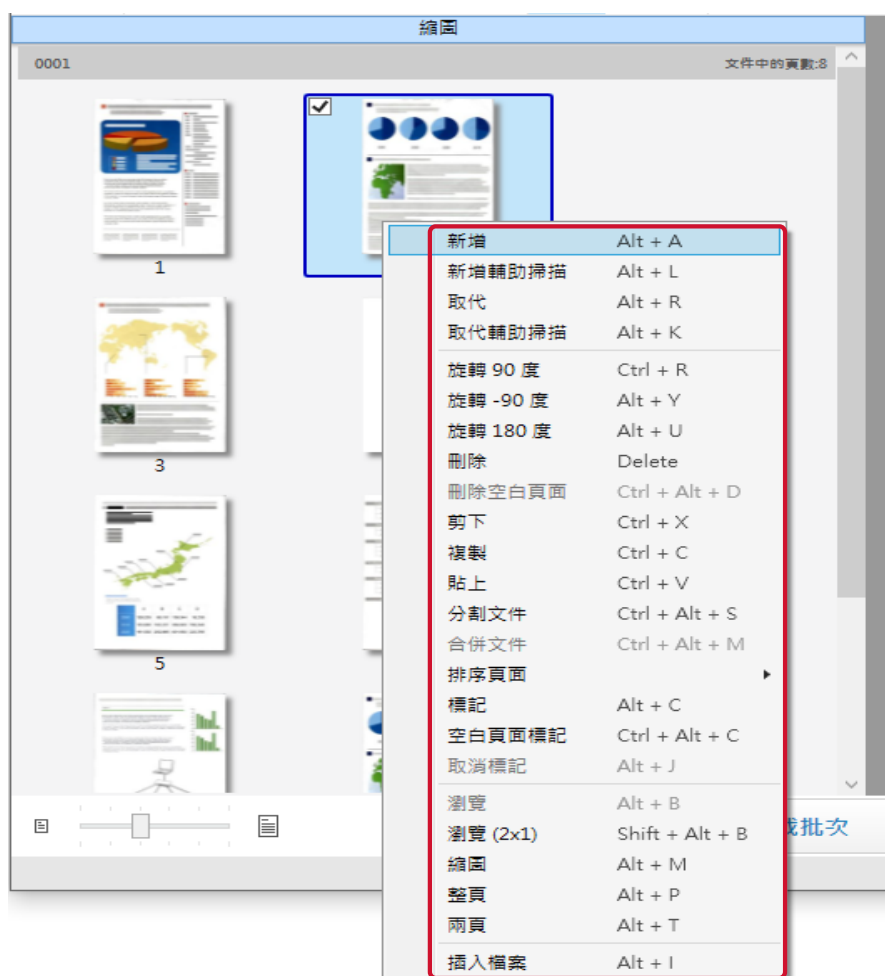 縮圖
0001 文件中的頁數:8
1
3
5
新增 Alt + A
新增輔助掃描 Alt + L
取代 Alt + R
取代輔助掃描 Alt + K
旋轉 90 度 Ctrl + R
旋轉 -90 度 Alt + Y
旋轉 180 度 Alt + U
刪除 Delete
刪除空白頁面 Ctrl + Alt + D
剪下 Ctrl + X
複製 Ctrl + C
貼上 Ctrl + V
分割文件 Ctrl + Alt + S
合併文件 Ctrl + Alt + M
排序頁面
標記 Alt + C
空白頁面標記 Ctrl + Alt + C
取消標記 Alt + J
瀏覽 Alt + B
瀏覽 (2x1) Shift + Alt + B
縮圖 Alt + M
整頁 Alt + P
兩頁 Alt + T
插入檔案 Alt + I
批次